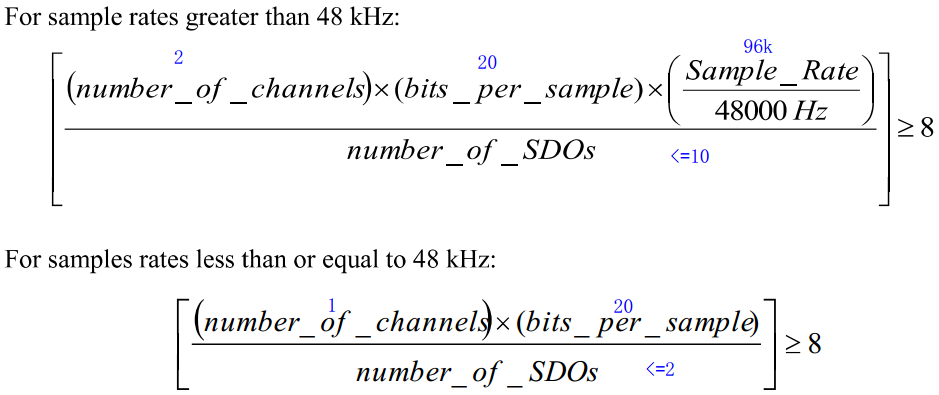 For sample rates greater than 48 kHz:
2 20 96k
[ (number_of_channels)×(bits_per_sample)×(Sample_Rate / 48000 Hz) ] ≥ 8
number_of_SDOs <=10
For samples rates less than or equal to 48 kHz:
1 20
[ (number_of_channels)×(bits_per_sample) ] ≥ 8
number_of_SDOs <=2